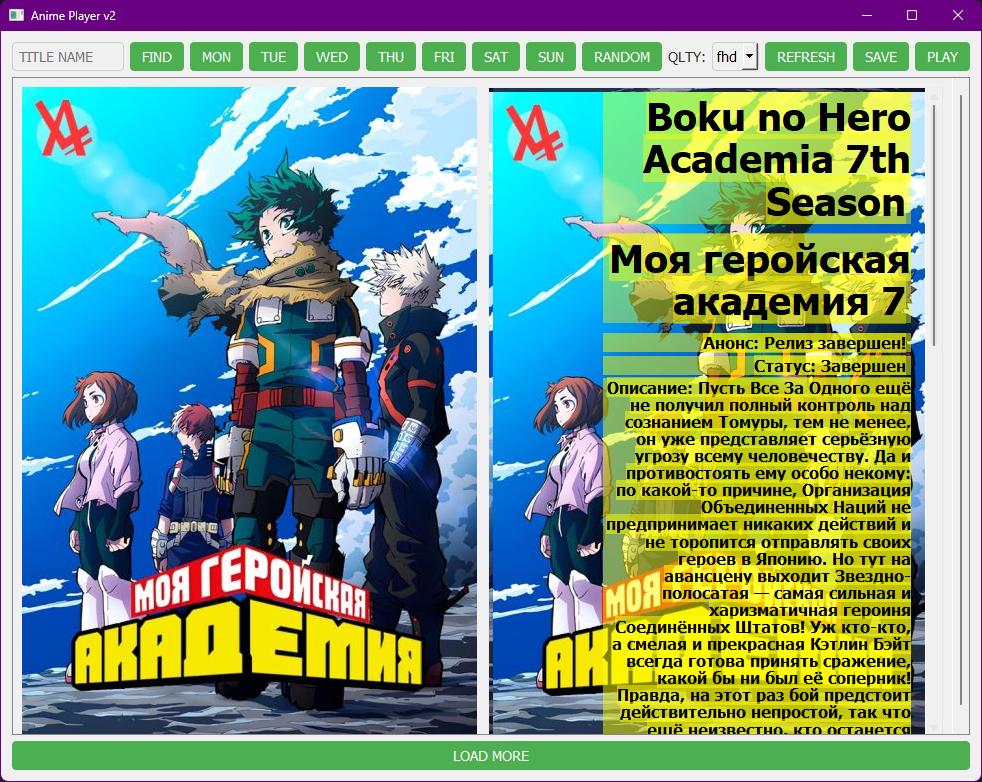 Anime Player v2
TITLE NAME FIND MON TUE WED THU FRI SAT SUN RANDOM QLTY: fhd REFRESH SAVE PLAY
МОЯ ГЕРОЙСКАЯ
АКАДЕМИЯ
Boku no Hero
Academia 7th
Season
Моя геройская
академия 7
Анонс: Релиз завершен!
Статус: Завершен
Описание: Пусть Все За Одного ещё
не получил полный контроль над
сознанием Томуры, тем не менее,
он уже представляет серьёзную
угрозу всему человечеству. Да и
противостоять ему особо некому:
по какой-то причине, Организация
Объединенных Наций не
предпринимает никаких действий и
не торопится отправлять своих
героев в Японию. Но тут на
авансцену выходит Звездно-
полосатая — самая сильная и
харизматичная героиня
Соединённых Штатов! Уж кто-кто,
а смелая и прекрасная Кэтлин Бэйт
всегда готова принять сражение,
какой бы ни был её соперник!
Правда, на этот раз бой предстоит
действительно непростой, так что
ещё неизвестно, кто останется
МОЯ
АК
LOAD MORE